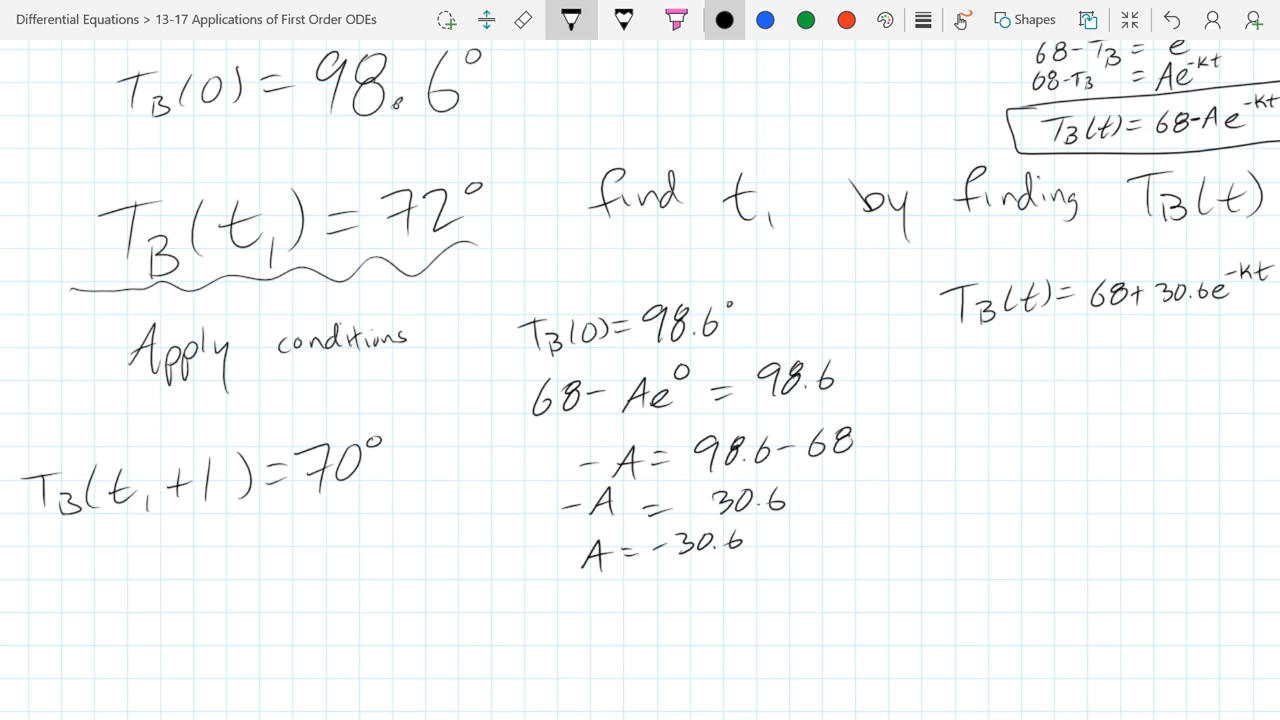 Differential Equations > 13-17 Applications of First Order ODEs
Shapes
T_B(0) = 98.6°
68-T_B = e
68-T_B = Ae^-kt
T_B(t) = 68-Ae^-kt
T_B(t_1) = 72°
find t_1 by finding T_B(t)
T_B(t) = 68+30.6e^-kt
Apply conditions
T_B(0) = 98.6°
68 - Ae^0 = 98.6
-A = 98.6-68
-A = 30.6
A = -30.6
T_B(t_1+1) = 70°